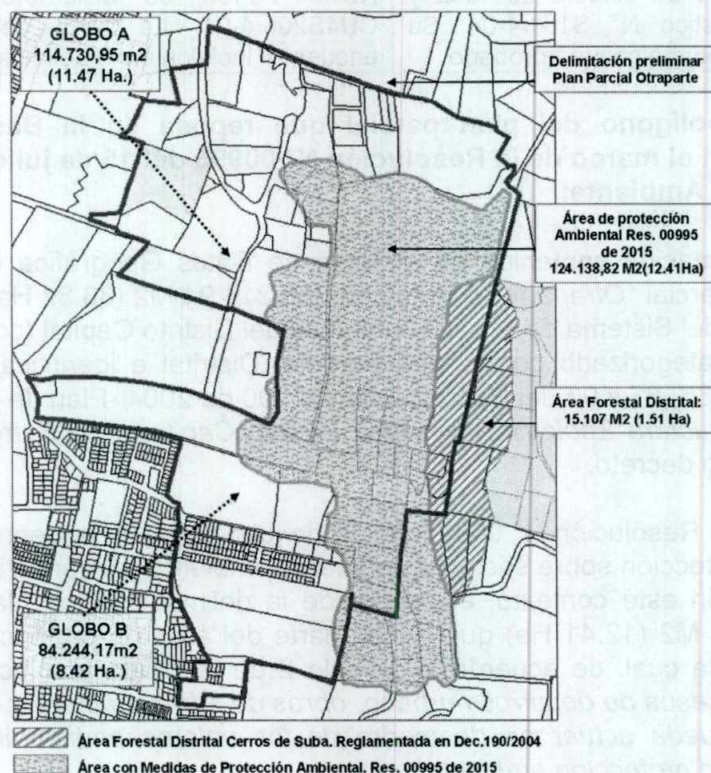 GLOBO A
114.730,95 m2
(11.47 Ha.)
Delimitación preliminar
Plan Parcial Otraparte
Área de protección
Ambiental Res. 00995
de 2015
124.138,82 M2(12.41Ha)
Área Forestal Distrital:
15.107 M2 (1.51 Ha)
GLOBO B
84.244,17m2
(8.42 Ha.)
Área Forestal Distrital Cerros de Suba. Reglamentada en Dec.190/2004
Área con Medidas de Protección Ambiental. Res. 00995 de 2015